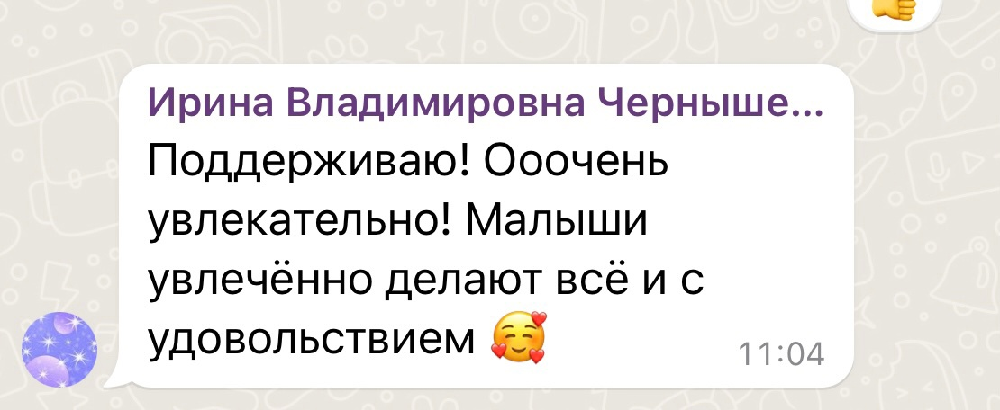 Ирина Владимировна Черныше...
Поддерживаю! Ооочень
увлекательно! Малыши
увлечённо делают всё и с
удовольствием 🥰
11:04